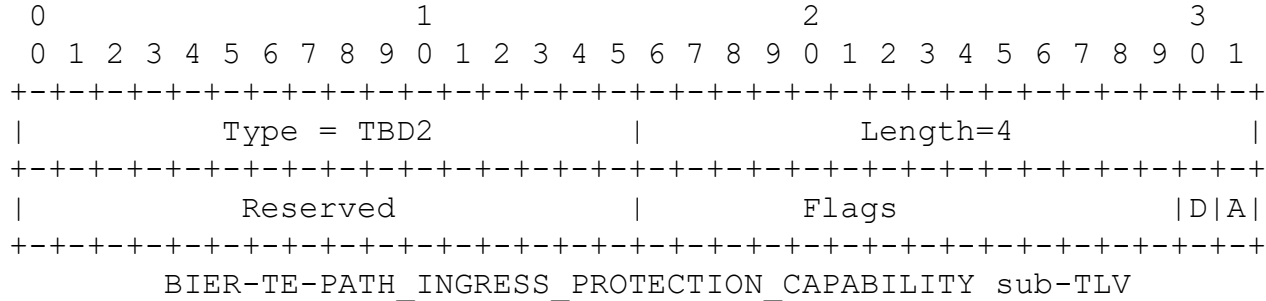 0                   1                   2                   3
 0 1 2 3 4 5 6 7 8 9 0 1 2 3 4 5 6 7 8 9 0 1 2 3 4 5 6 7 8 9 0 1
+-+-+-+-+-+-+-+-+-+-+-+-+-+-+-+-+-+-+-+-+-+-+-+-+-+-+-+-+-+-+-+-+
|          Type = TBD2          |           Length=4            |
+-+-+-+-+-+-+-+-+-+-+-+-+-+-+-+-+-+-+-+-+-+-+-+-+-+-+-+-+-+-+-+-+
|           Reserved            |        Flags              |D|A|
+-+-+-+-+-+-+-+-+-+-+-+-+-+-+-+-+-+-+-+-+-+-+-+-+-+-+-+-+-+-+-+-+
BIER-TE-PATH_INGRESS_PROTECTION_CAPABILITY sub-TLV